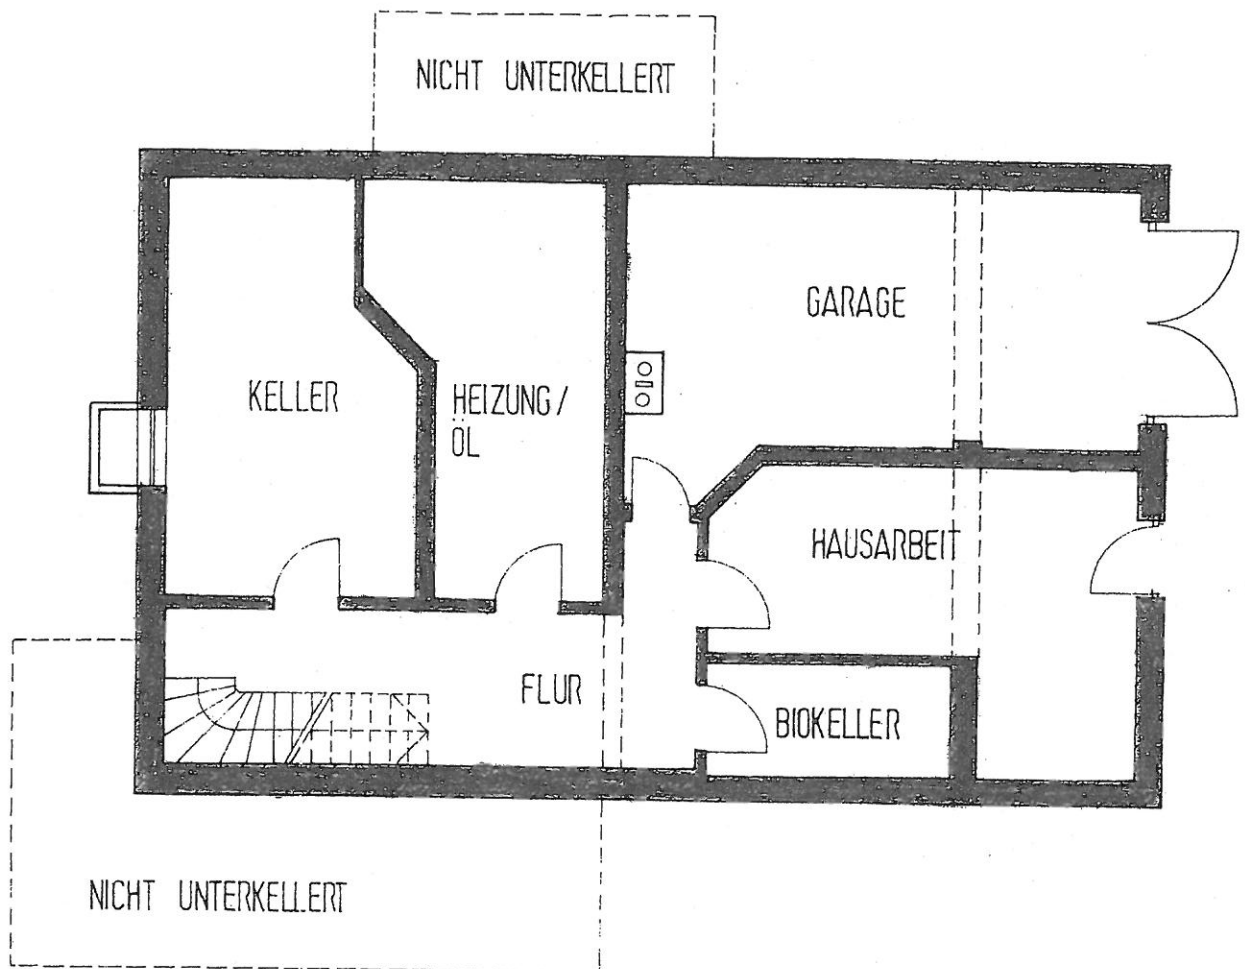 NICHT UNTERKELLERT
GARAGE
KELLER
HEIZUNG/
ÖL
HAUSARBEIT
FLUR
BIOKELLER
NICHT UNTERKELLERT